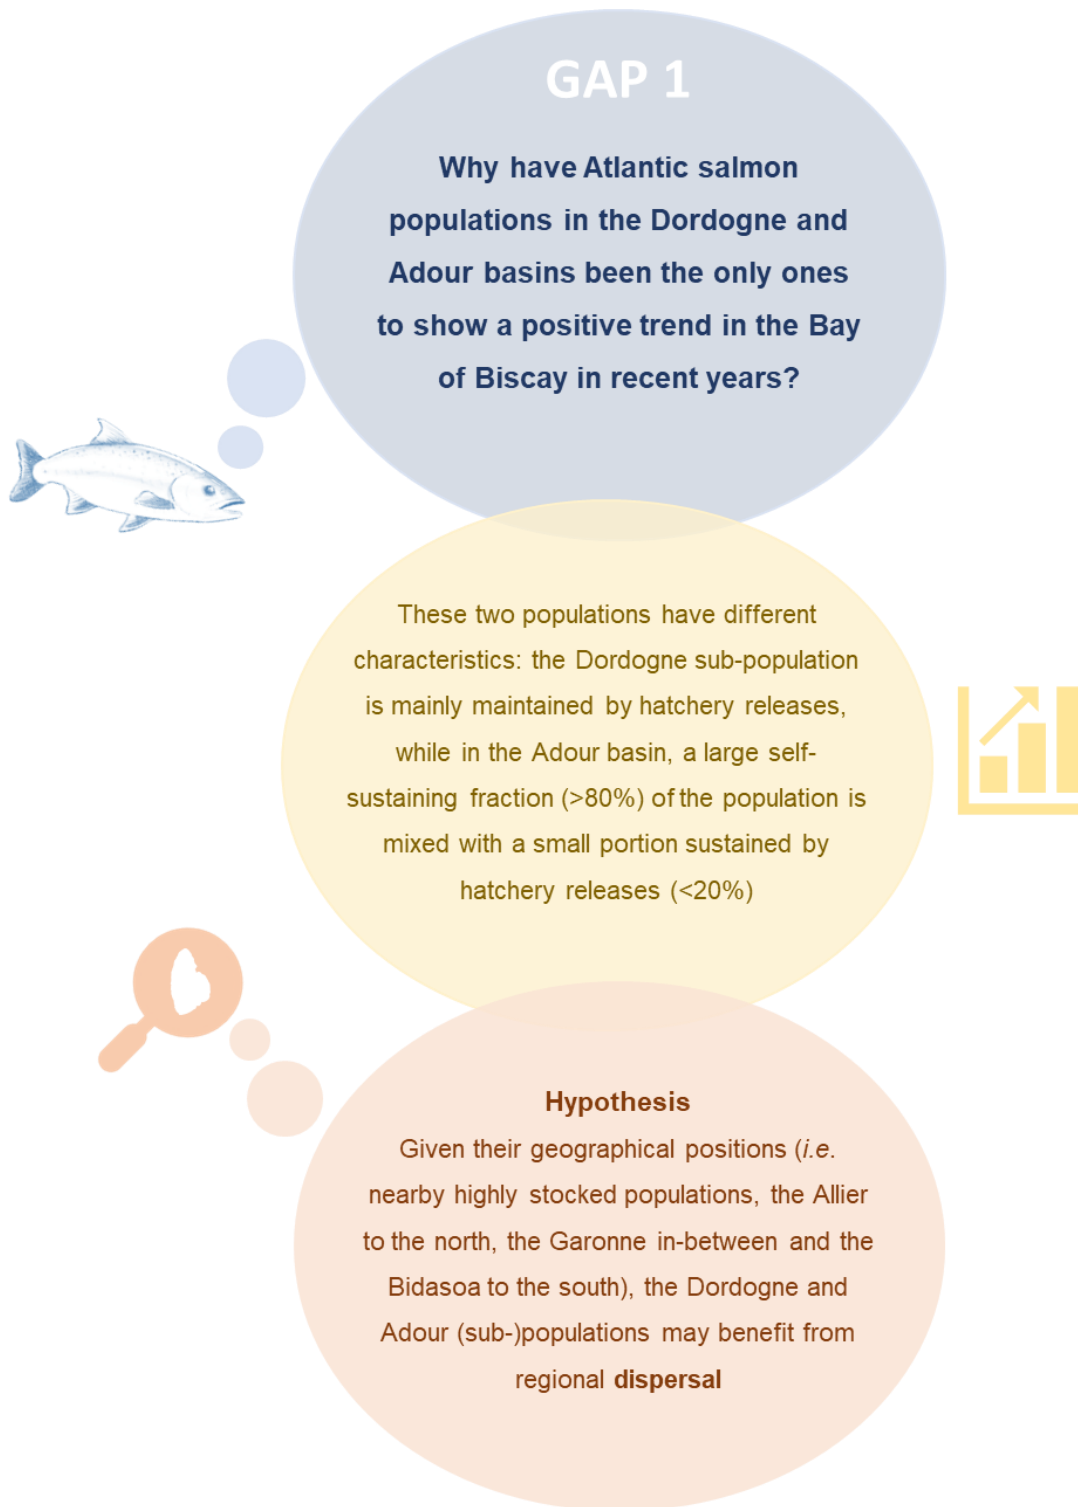 GAP 1
Why have Atlantic salmon
populations in the Dordogne and
Adour basins been the only ones
to show a positive trend in the Bay
of Biscay in recent years?
These two populations have different
characteristics: the Dordogne sub-population
is mainly maintained by hatchery releases,
while in the Adour basin, a large self-
sustaining fraction (>80%) of the population is
mixed with a small portion sustained by
hatchery releases (<20%)
Hypothesis
Given their geographical positions (i.e.
nearby highly stocked populations, the Allier
to the north, the Garonne in-between and the
Bidasoa to the south), the Dordogne and
Adour (sub-)populations may benefit from
regional dispersal